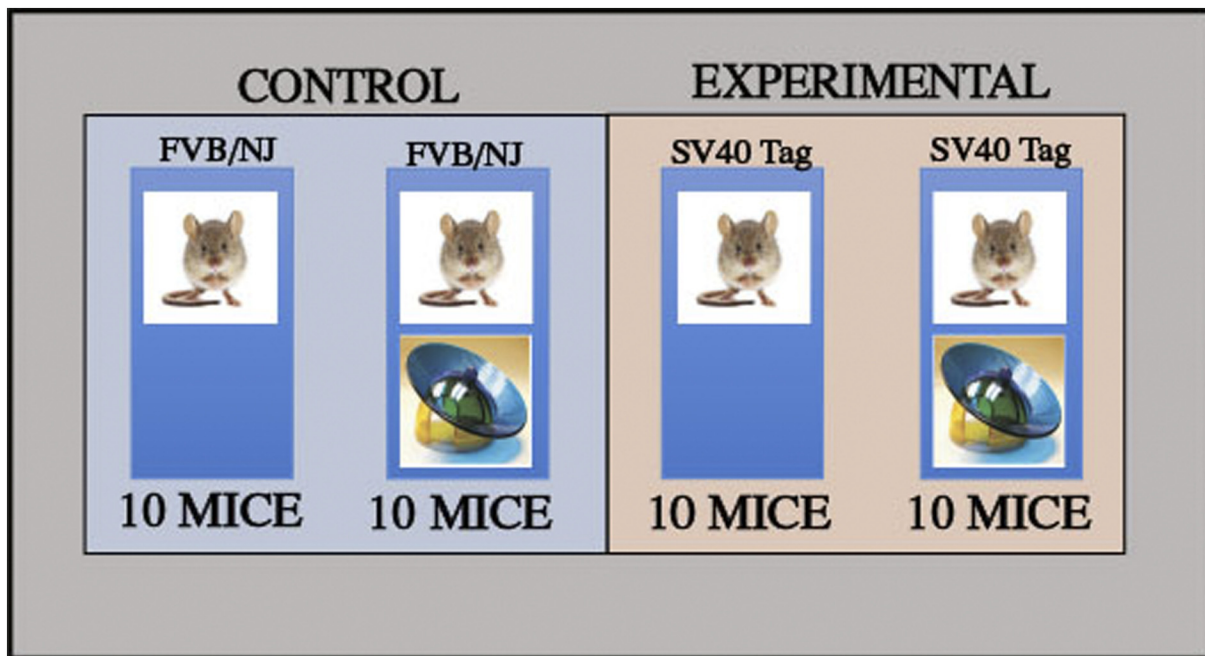 CONTROL
EXPERIMENTAL
FVB/NJ
FVB/NJ
SV40 Tag
SV40 Tag
10 MICE
10 MICE
10 MICE
10 MICE